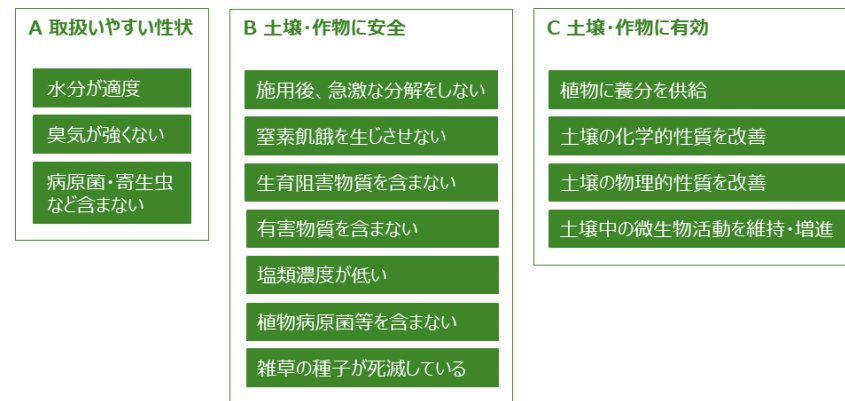 A 取扱いやすい性状
水分が適度
臭気が強くない
病原菌・寄生虫
など含まない
B 土壌・作物に安全
施用後、急激な分解をしない
窒素飢餓を生じさせない
生育阻害物質を含まない
有害物質を含まない
塩類濃度が低い
植物病原菌等を含まない
雑草の種子が死滅している
C 土壌・作物に有効
植物に養分を供給
土壌の化学的性質を改善
土壌の物理的性質を改善
土壌中の微生物活動を維持・増進